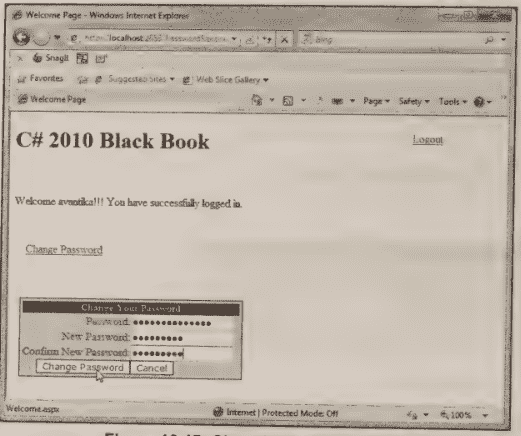 Welcome Page - Windows Internet Explorer
Bing
SnagIt
Favorites Suggested Sites Web Slice Gallery
Welcome Page Page Safety Tools
C# 2010 Black Book
Logout
Welcome avantika!!! You have successfully logged in.
Change Password
Change Your Password
Password:
New Password:
Confirm New Password:
Change Password Cancel
Welcome.aspx Internet | Protected Mode: Off 100%